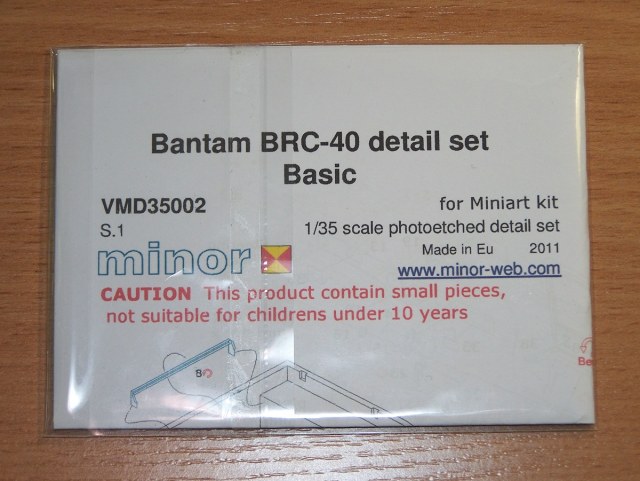 Bantam BRC-40 detail set
Basic
VMD35002
for Miniart kit
S.1
1/35 scale photoetched detail set
minor
Made in Eu 2011
www.minor-web.com
CAUTION This product contain small pieces,
not suitable for childrens under 10 years
Be